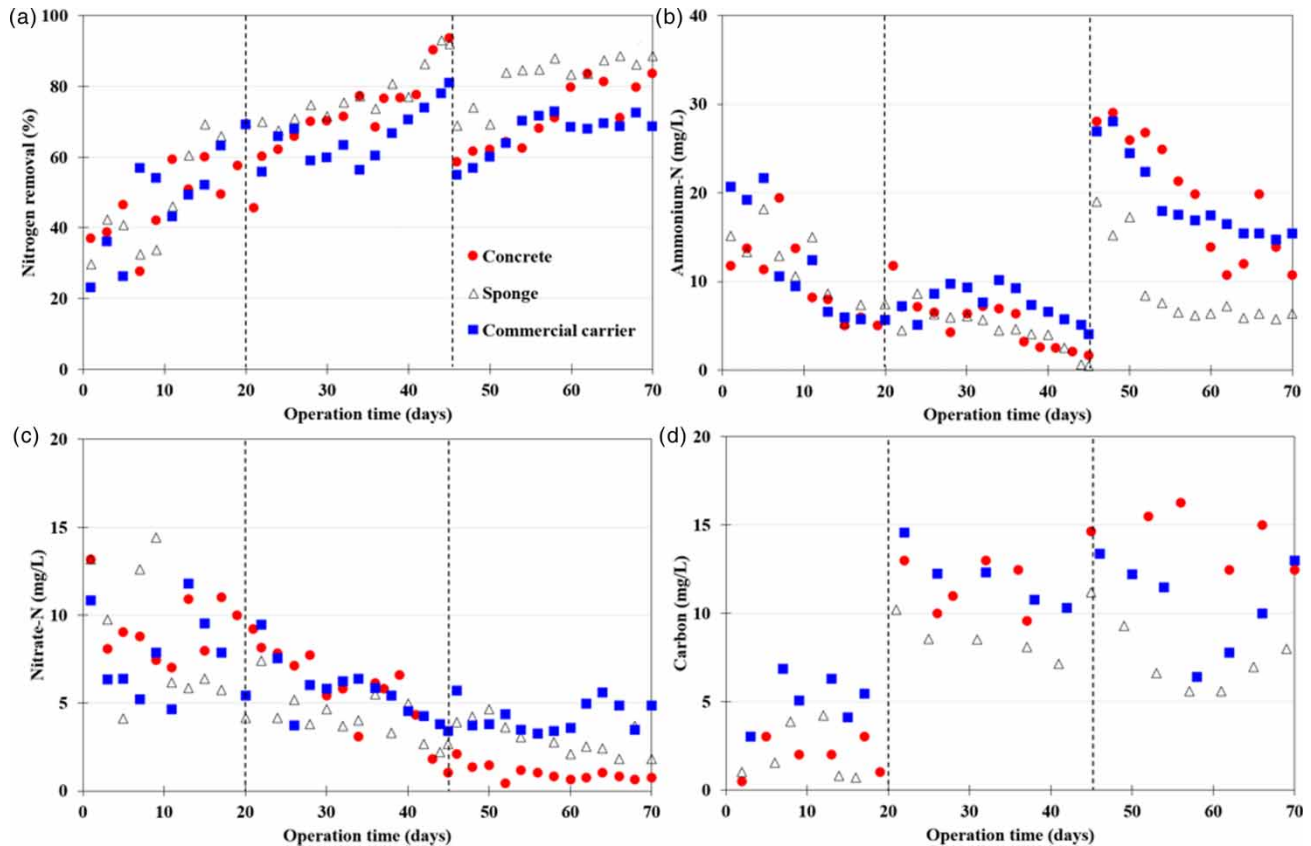 (a)
100
80
60
40
20
0
Nitrogen removal (%)
Concrete
Sponge
Commercial carrier
0 10 20 30 40 50 60 70
Operation time (days)
(b)
40
30
20
10
0
Ammonium-N (mg/L)
0 10 20 30 40 50 60 70
Operation time (days)
(c)
20
15
10
5
0
Nitrate-N (mg/L)
0 10 20 30 40 50 60 70
Operation time (days)
(d)
20
15
10
5
0
Carbon (mg/L)
0 10 20 30 40 50 60 70
Operation time (days)